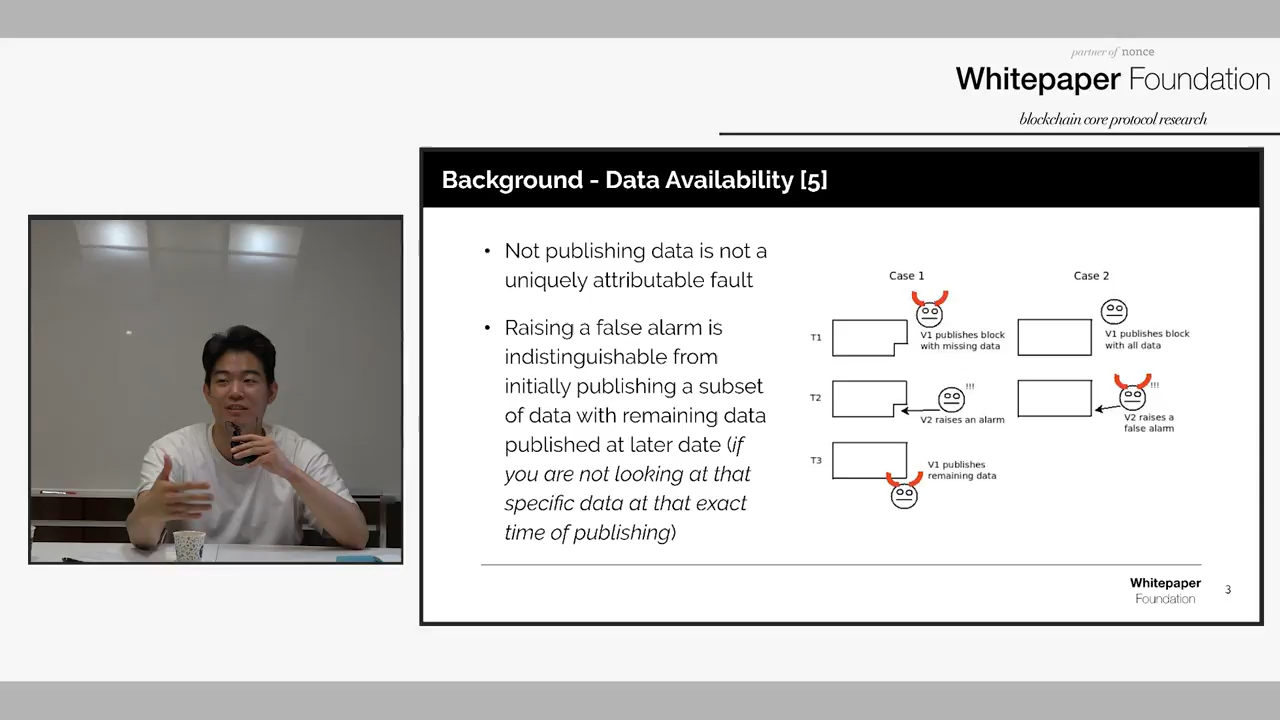 partner of nonce
Whitepaper Foundation
blockchain core protocol research
Background - Data Availability [5]
• Not publishing data is not a
uniquely attributable fault
• Raising a false alarm is
indistinguishable from
initially publishing a subset
of data with remaining data
published at later date (if
you are not looking at that
specific data at that exact
time of publishing)
Case 1
Case 2
T1
V1 publishes block
with missing data
V1 publishes block
with all data
T2
!!!
V2 raises an alarm
!!!
V2 raises a
false alarm
T3
V1 publishes
remaining data
Whitepaper
Foundation
3